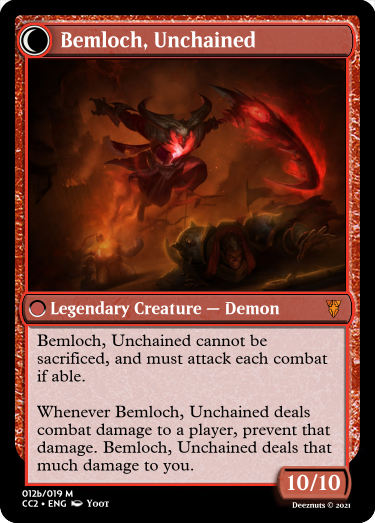 Bemloch, Unchained
Legendary Creature — Demon
Bemloch, Unchained cannot be
sacrificed, and must attack each combat
if able.
Whenever Bemloch, Unchained deals
combat damage to a player, prevent that
damage. Bemloch, Unchained deals that
much damage to you.
10/10
012b/019 M
CC2 • ENG Yoot
Deeznuts © 2021